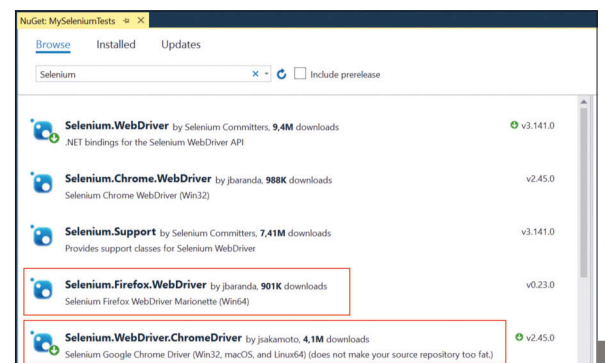 NuGet: MySeleniumTests
Browse Installed Updates
Selenium Include prerelease
Selenium.WebDriver by Selenium Committers, 9,4M downloads v3.141.0
.NET bindings for the Selenium WebDriver API
Selenium.Chrome.WebDriver by jbaranda, 988K downloads v2.45.0
Selenium Chrome WebDriver (Win32)
Selenium.Support by Selenium Committers, 7,41M downloads v3.141.0
Provides support classes for Selenium WebDriver
Selenium.Firefox.WebDriver by jbaranda, 901K downloads v0.23.0
Selenium Firefox WebDriver Marionette (Win64)
Selenium.WebDriver.ChromeDriver by jsakamoto, 4,1M downloads v2.45.0
Selenium Google Chrome Driver (Win32, macOS, and Linux64) (does not make your source repository too fat.)